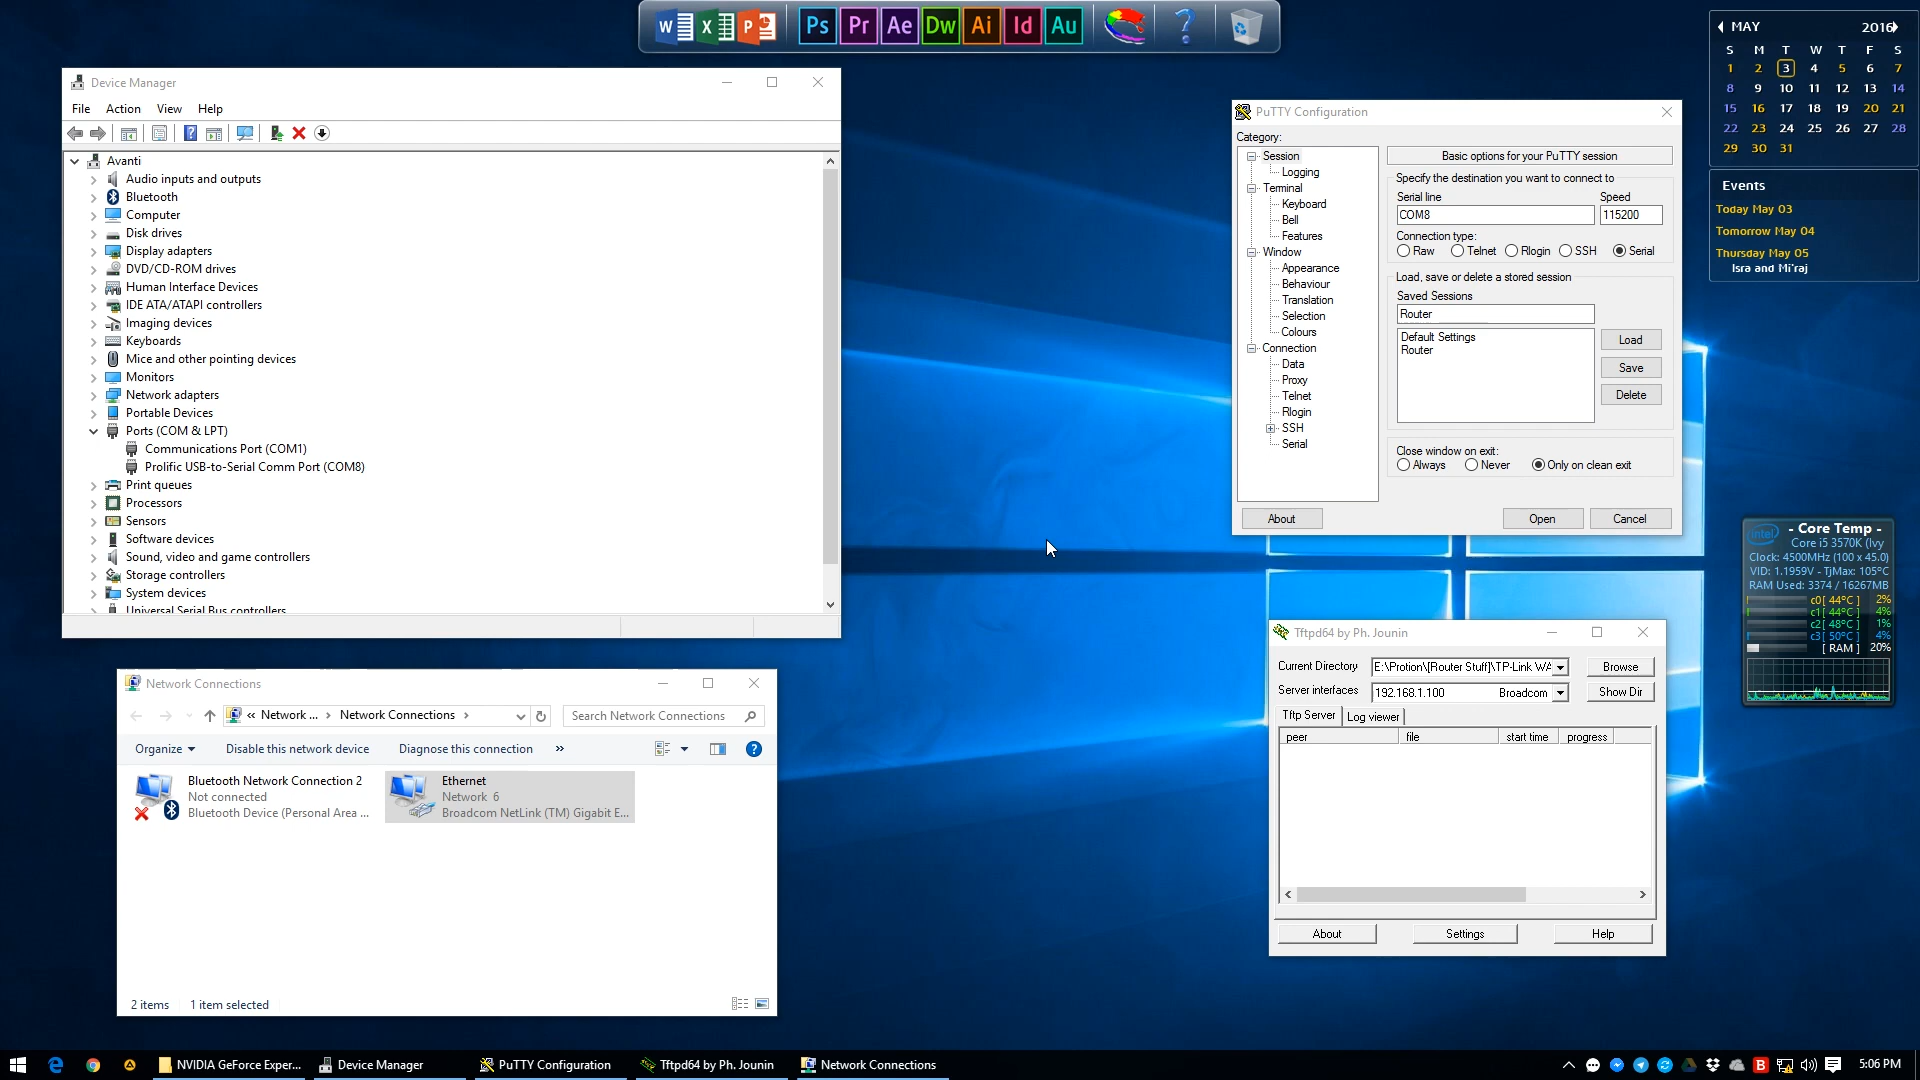 W X P Ps Pr Ae Dw Ai Id Au ?
MAY 2016
S M T W T F S
1 2 3 4 5 6 7
8 9 10 11 12 13 14
15 16 17 18 19 20 21
22 23 24 25 26 27 28
29 30 31
Events
Today May 03
Tomorrow May 04
Thursday May 05
Isra and Mi'raj
Device Manager
File Action View Help
Avanti
Audio inputs and outputs
Bluetooth
Computer
Disk drives
Display adapters
DVD/CD-ROM drives
Human Interface Devices
IDE ATA/ATAPI controllers
Imaging devices
Keyboards
Mice and other pointing devices
Monitors
Network adapters
Portable Devices
Ports (COM & LPT)
Communications Port (COM1)
Prolific USB-to-Serial Comm Port (COM8)
Print queues
Processors
Sensors
Software devices
Sound, video and game controllers
Storage controllers
System devices
Universal Serial Bus controllers
PuTTY Configuration
Category:
Session
Logging
Terminal
Keyboard
Bell
Features
Window
Appearance
Behaviour
Translation
Selection
Colours
Connection
Data
Proxy
Telnet
Rlogin
SSH
Serial
Basic options for your PuTTY session
Specify the destination you want to connect to
Serial line Speed
COM8 115200
Connection type:
Raw Telnet Rlogin SSH Serial
Load, save or delete a stored session
Saved Sessions
Router
Default Settings
Router
Load
Save
Delete
Close window on exit:
Always Never Only on clean exit
About Open Cancel
intel
- Core Temp -
Core i5 3570K (Ivy
Clock: 4500MHz (100 x 45.0)
VID: 1.1959V - TjMax: 105°C
RAM Used: 3374 / 16267MB
c0[ 44°C ] 2%
c1[ 44°C ] 4%
c2[ 48°C ] 1%
c3[ 50°C ] 4%
[ RAM ] 20%
Network Connections
« Network ... › Network Connections ›
Search Network Connections
Organize Disable this network device Diagnose this connection »
Bluetooth Network Connection 2
Not connected
Bluetooth Device (Personal Area ...
Ethernet
Network 6
Broadcom NetLink (TM) Gigabit E...
2 items 1 item selected
Tftpd64 by Ph. Jounin
Current Directory E:\Protion\[Router Stuff]\TP-Link WA Browse
Server interfaces 192.168.1.100 Broadcom Show Dir
Tftp Server Log viewer
peer file start time progress
About Settings Help
NVIDIA GeForce Exper... Device Manager PuTTY Configuration Tftpd64 by Ph. Jounin Network Connections B 5:06 PM